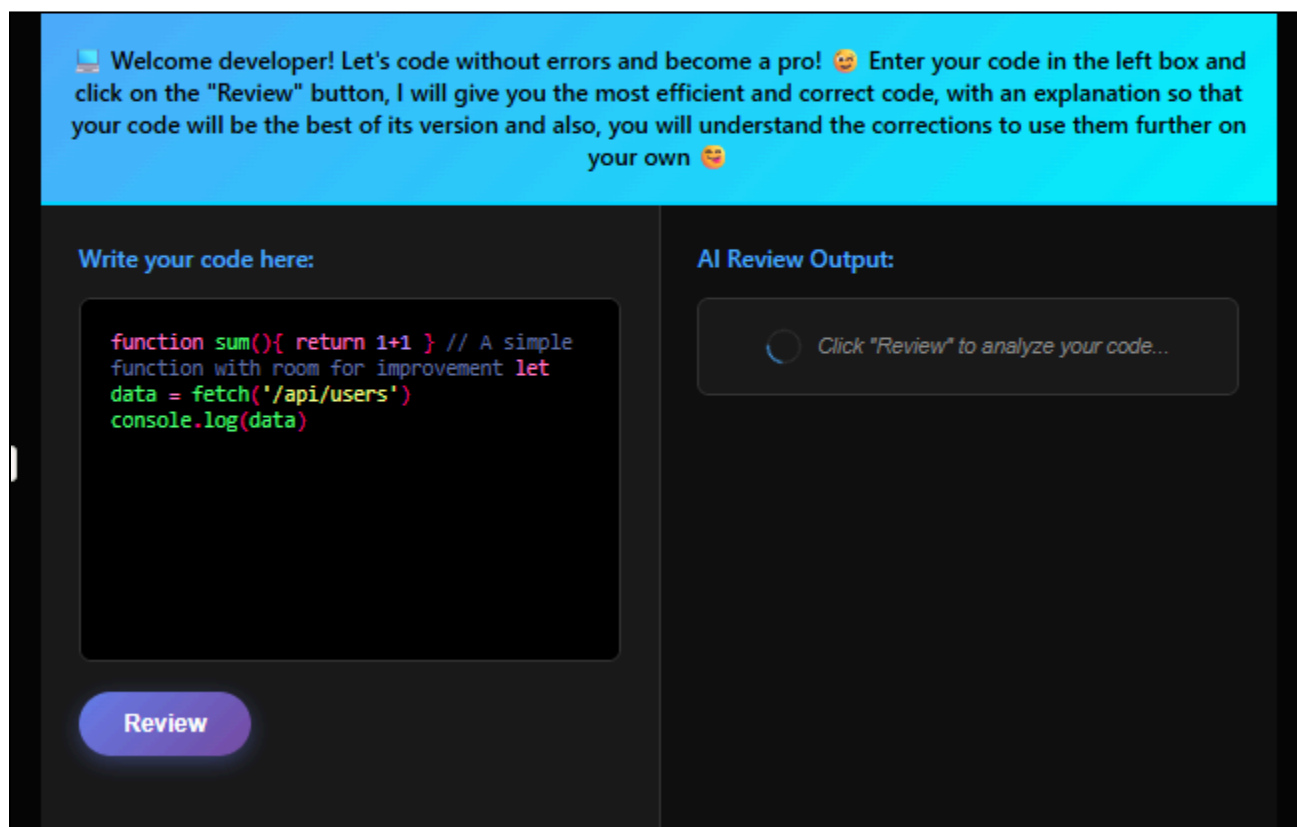 💻 Welcome developer! Let's code without errors and become a pro! 😉 Enter your code in the left box and
click on the "Review" button, I will give you the most efficient and correct code, with an explanation so that
your code will be the best of its version and also, you will understand the corrections to use them further on
your own 😋
Write your code here:
function sum(){ return 1+1 } // A simple
function with room for improvement let
data = fetch('/api/users')
console.log(data)
Review
AI Review Output:
Click "Review" to analyze your code...